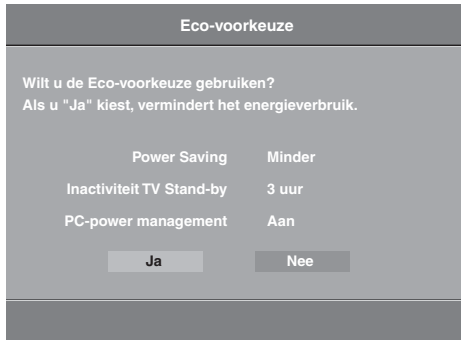 Eco-voorkeuze
Wilt u de Eco-voorkeuze gebruiken?
Als u "Ja" kiest, vermindert het energieverbruik.
Power Saving Minder
Inactiviteit TV Stand-by 3 uur
PC-power management Aan
Ja Nee